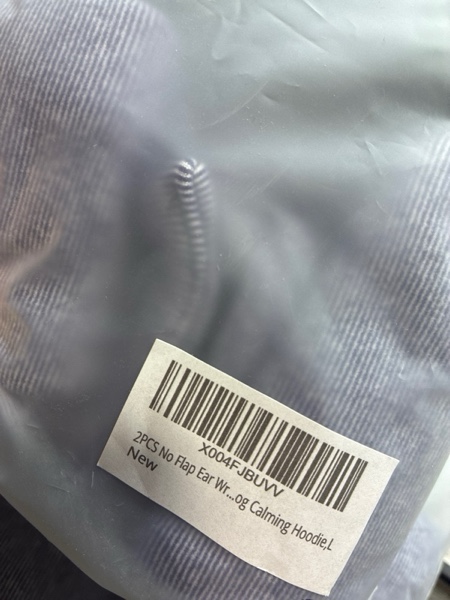 X004FJBUVV
2PCS No Flap Ear Wr...og Calming Hoodie,L
New